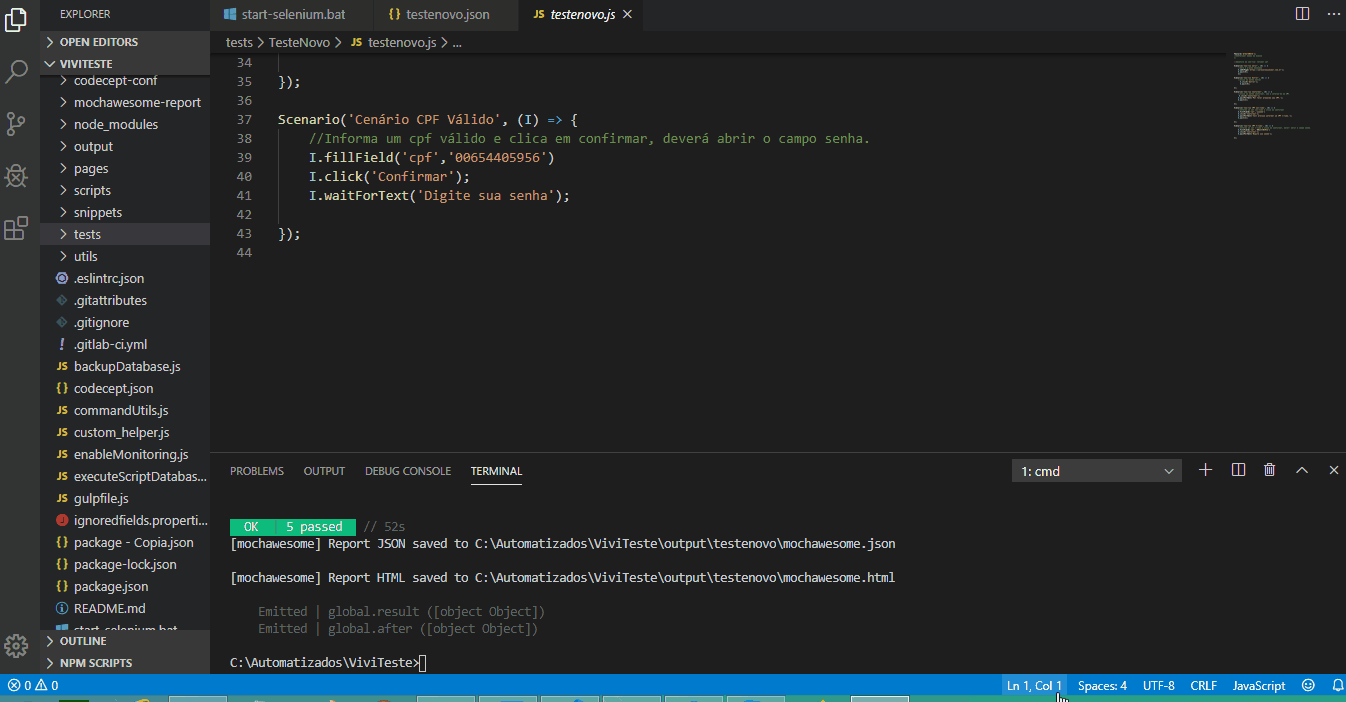 EXPLORER
start-selenium.bat
{} testenovo.json
JS testenovo.js
OPEN EDITORS
tests > TesteNovo > JS testenovo.js > ...
VIVITESTE
codecept-conf
mochawesome-report
node_modules
output
pages
scripts
snippets
tests
utils
.eslintrc.json
.gitattributes
.gitignore
! .gitlab-ci.yml
JS backupDatabase.js
{} codecept.json
JS commandUtils.js
JS custom_helper.js
JS enableMonitoring.js
JS executeScriptDatabas...
JS gulpfile.js
ignoredfields.properti...
{} package - Copia.json
{} package-lock.json
{} package.json
README.md
start-selenium.bat
OUTLINE
NPM SCRIPTS
34
35 });
36
37 Scenario('Cenário CPF Válido', (I) => {
38 //Informa um cpf válido e clica em confirmar, deverá abrir o campo senha.
39 I.fillField('cpf','00654405956')
40 I.click('Confirmar');
41 I.waitForText('Digite sua senha');
42
43 });
44
PROBLEMS OUTPUT DEBUG CONSOLE TERMINAL
1: cmd
OK 5 passed // 52s
[mochawesome] Report JSON saved to C:\Automatizados\ViviTeste\output\testenovo\mochawesome.json
[mochawesome] Report HTML saved to C:\Automatizados\ViviTeste\output\testenovo\mochawesome.html
Emitted | global.result ([object Object])
Emitted | global.after ([object Object])
C:\Automatizados\ViviTeste>
0 0
Ln 1, Col 1 Spaces: 4 UTF-8 CRLF JavaScript